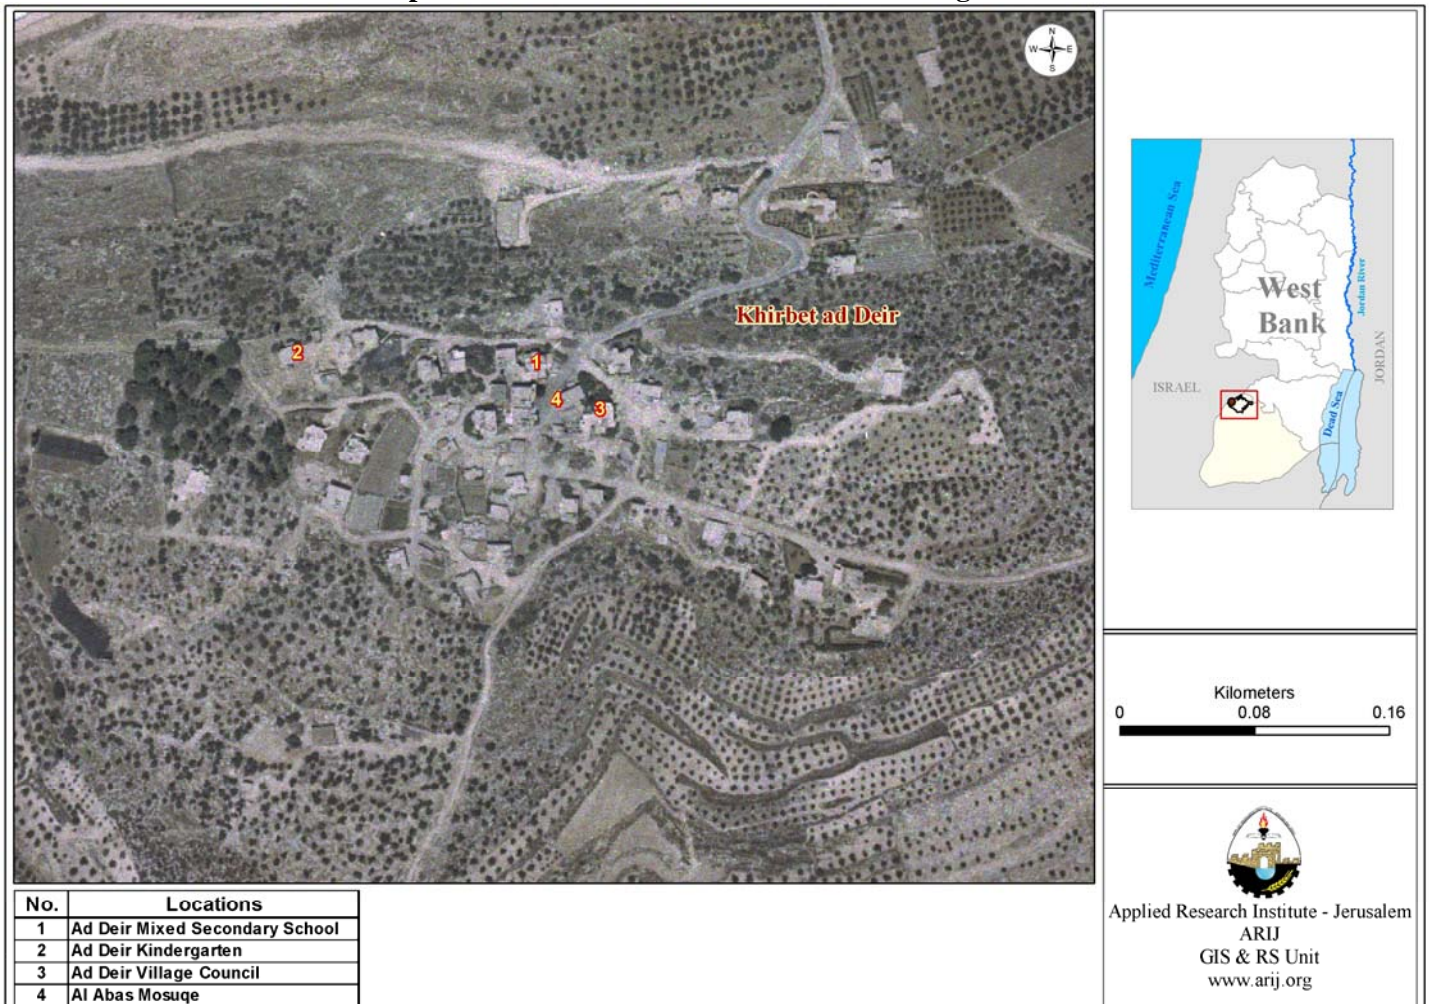 N
W E
S
Khirbet ad Deir
2
1
4
3
Mediterranean Sea
West
Bank
Jordan River
JORDAN
ISRAEL
Dead Sea
Kilometers
0 0.08 0.16
Applied Research Institute - Jerusalem
ARIJ
GIS & RS Unit
www.arij.org
No. Locations
1 Ad Deir Mixed Secondary School
2 Ad Deir Kindergarten
3 Ad Deir Village Council
4 Al Abas Mosuqe